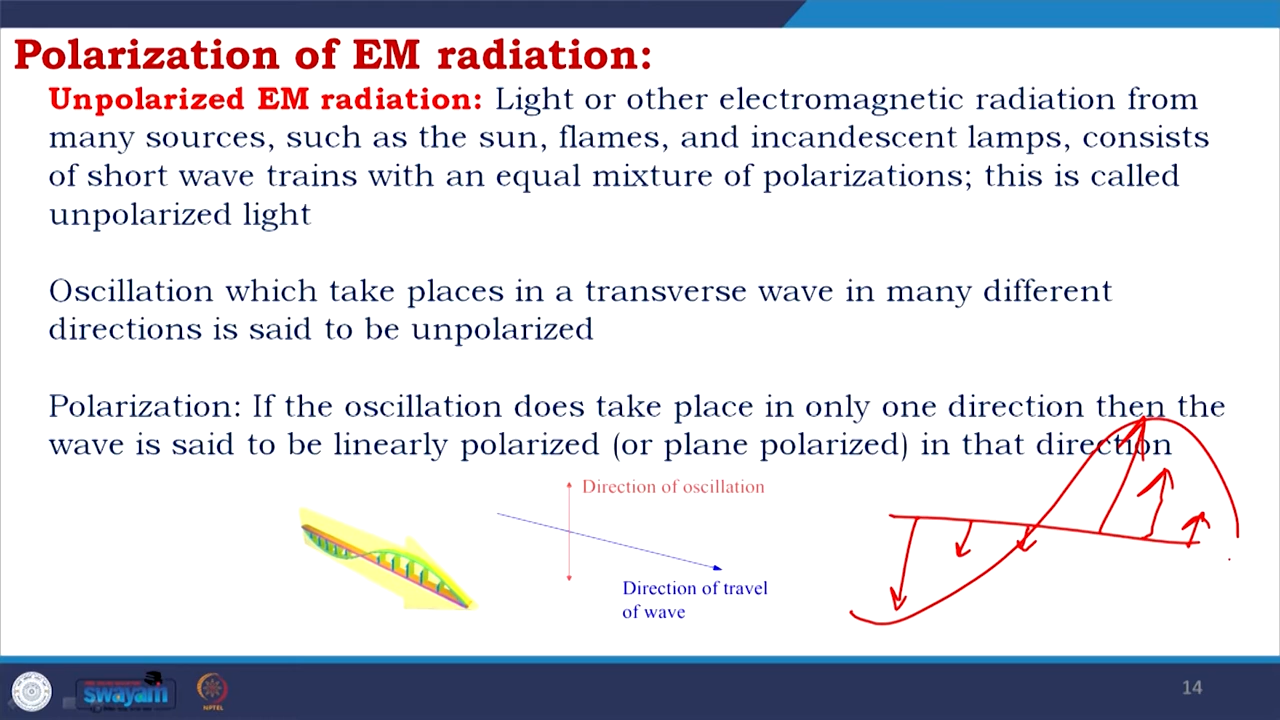 Polarization of EM radiation:
Unpolarized EM radiation: Light or other electromagnetic radiation from
many sources, such as the sun, flames, and incandescent lamps, consists
of short wave trains with an equal mixture of polarizations; this is called
unpolarized light
Oscillation which take places in a transverse wave in many different
directions is said to be unpolarized
Polarization: If the oscillation does take place in only one direction then the
wave is said to be linearly polarized (or plane polarized) in that direction
Direction of oscillation
Direction of travel
of wave
swayam
NPTEL
14